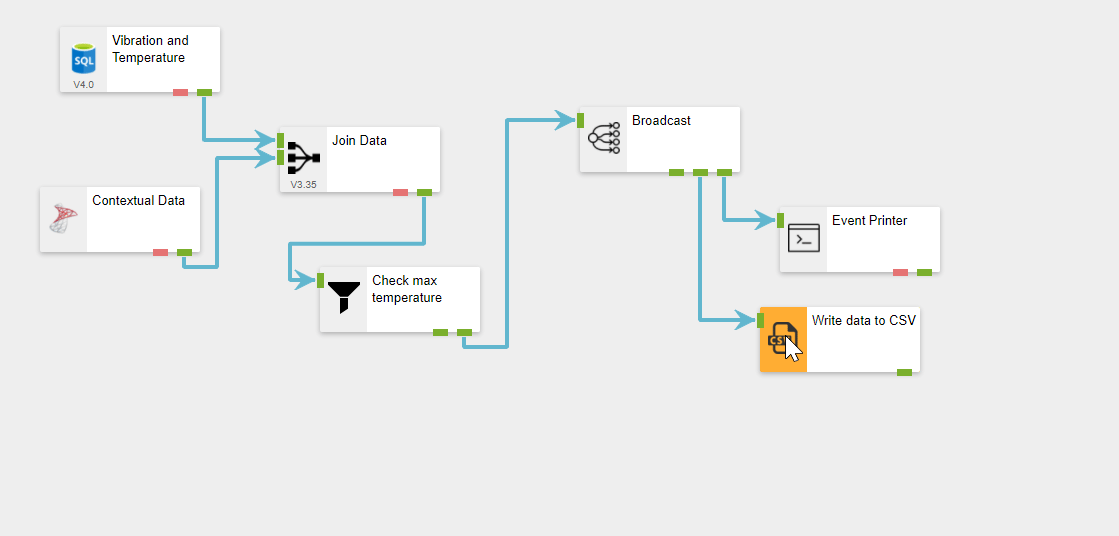 Vibration and
Temperature
SQL
V4.0
Join Data
V3.35
Contextual Data
Check max
temperature
Broadcast
Event Printer
Write data to CSV